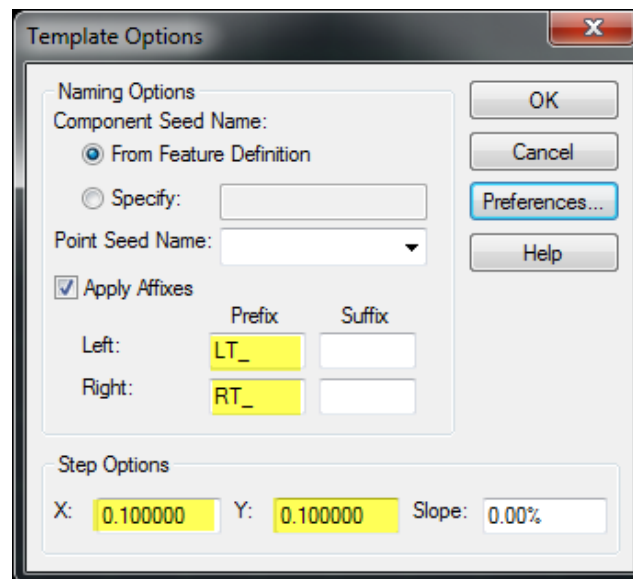 Template Options
X
Naming Options
OK
Component Seed Name:
From Feature Definition
Cancel
Specify:
Preferences...
Point Seed Name:
Help
Apply Affixes
Prefix Suffix
Left: LT_
Right: RT_
Step Options
X: 0.100000 Y: 0.100000 Slope: 0.00%